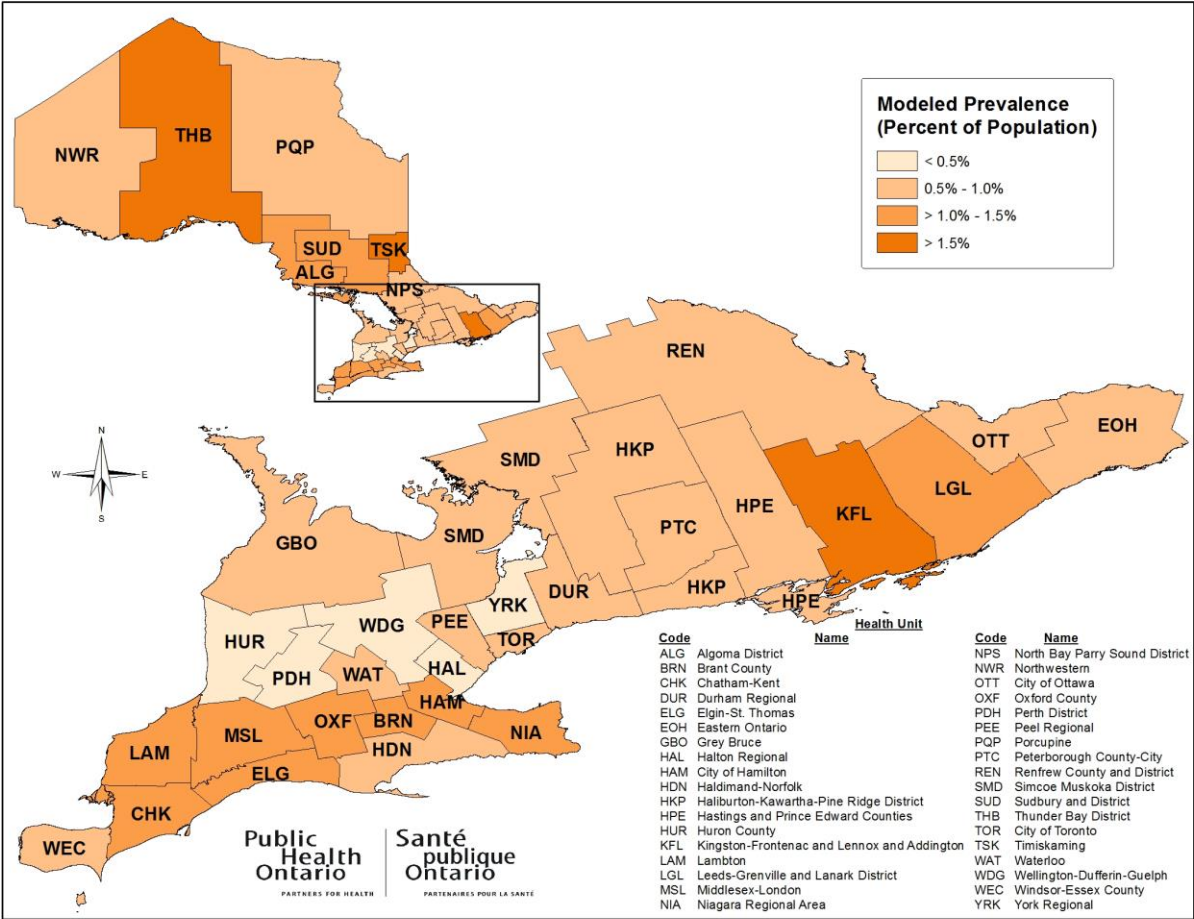 NWR
THB
PQP
SUD
TSK
ALG
NPS
Modeled Prevalence
(Percent of Population)
< 0.5%
0.5% - 1.0%
> 1.0% - 1.5%
> 1.5%
N
W E
S
REN
OTT
EOH
SMD
HKP
HPE
KFL
LGL
PTC
GBO
SMD
DUR
HKP
HPE
YRK
PEE
TOR
HUR
WDG
PDH
WAT
HAL
HAM
OXF
BRN
NIA
MSL
LAM
HDN
ELG
CHK
WEC
Health Unit
Code Name
ALG Algoma District
BRN Brant County
CHK Chatham-Kent
DUR Durham Regional
ELG Elgin-St. Thomas
EOH Eastern Ontario
GBO Grey Bruce
HAL Halton Regional
HAM City of Hamilton
HDN Haldimand-Norfolk
HKP Haliburton-Kawartha-Pine Ridge District
HPE Hastings and Prince Edward Counties
HUR Huron County
KFL Kingston-Frontenac and Lennox and Addington
LAM Lambton
LGL Leeds-Grenville and Lanark District
MSL Middlesex-London
NIA Niagara Regional Area
Code Name
NPS North Bay Parry Sound District
NWR Northwestern
OTT City of Ottawa
OXF Oxford County
PDH Perth District
PEE Peel Regional
PQP Porcupine
PTC Peterborough County-City
REN Renfrew County and District
SMD Simcoe Muskoka District
SUD Sudbury and District
THB Thunder Bay District
TOR City of Toronto
TSK Timiskaming
WAT Waterloo
WDG Wellington-Dufferin-Guelph
WEC Windsor-Essex County
YRK York Regional
Public
Health
Ontario
PARTNERS FOR HEALTH
Santé
publique
Ontario
PARTENAIRES POUR LA SANTÉ